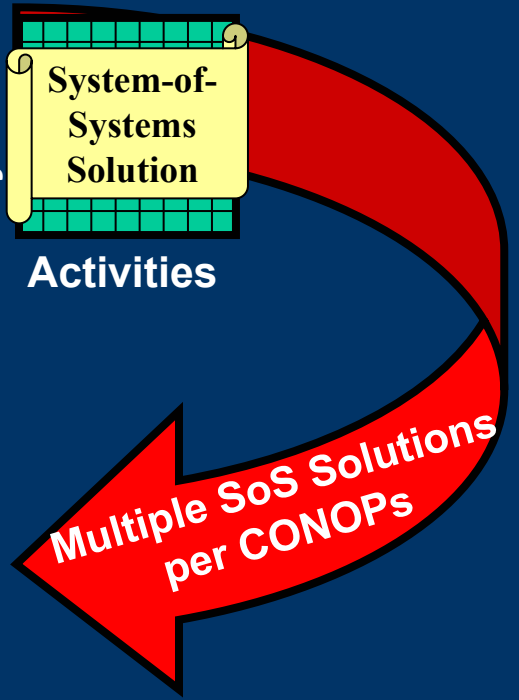 System-of-
Systems
Solution
Activities
Multiple SoS Solutions
per CONOPs